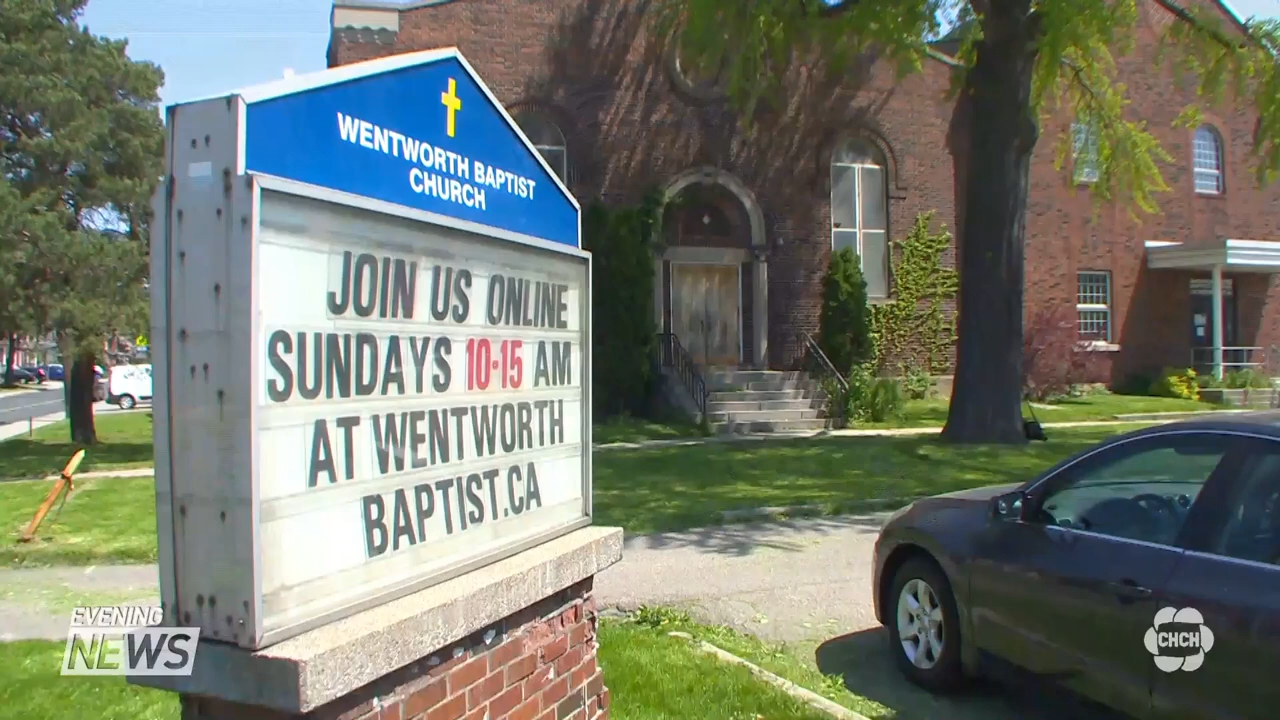 WENTWORTH BAPTIST
CHURCH
JOIN US ONLINE
SUNDAYS 10-15 AM
AT WENTWORTH
BAPTIST.CA
EVENING
NEWS
CHCH